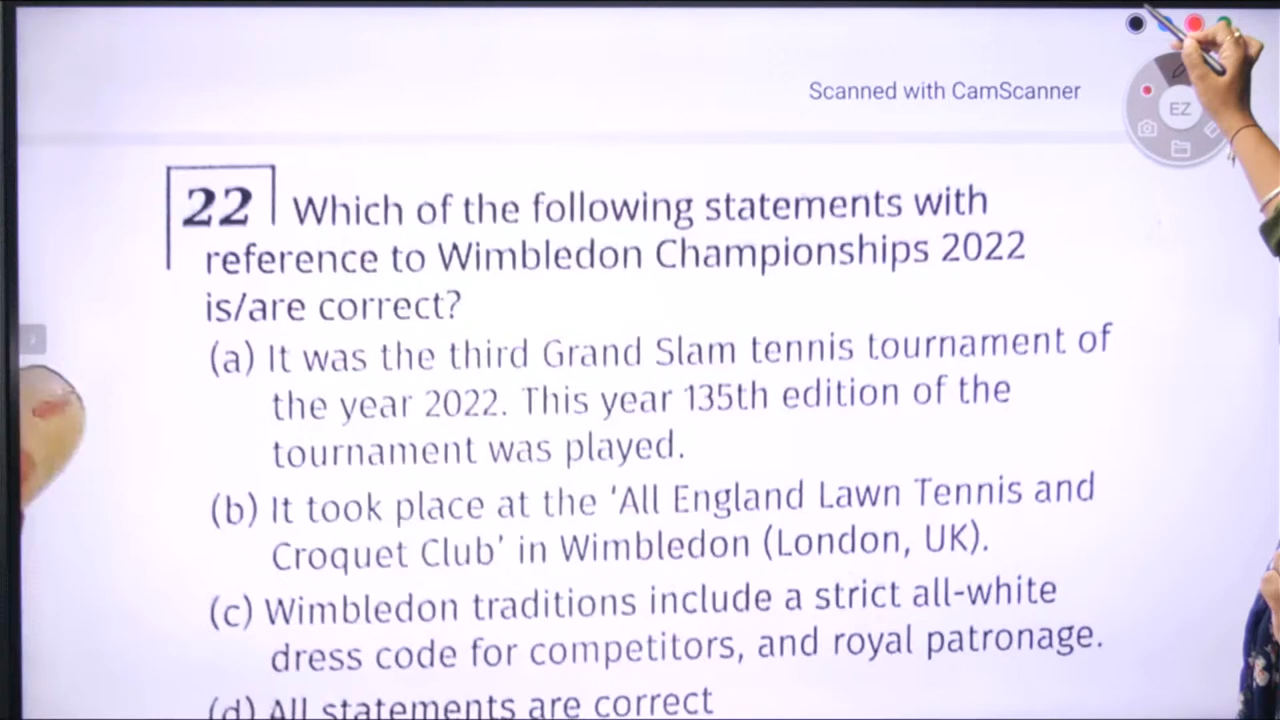 Scanned with CamScanner
EZ
22 Which of the following statements with
reference to Wimbledon Championships 2022
is/are correct?
(a) It was the third Grand Slam tennis tournament of
the year 2022. This year 135th edition of the
tournament was played.
(b) It took place at the ‘All England Lawn Tennis and
Croquet Club’ in Wimbledon (London, UK).
(c) Wimbledon traditions include a strict all-white
dress code for competitors, and royal patronage.
(d) All statements are correct